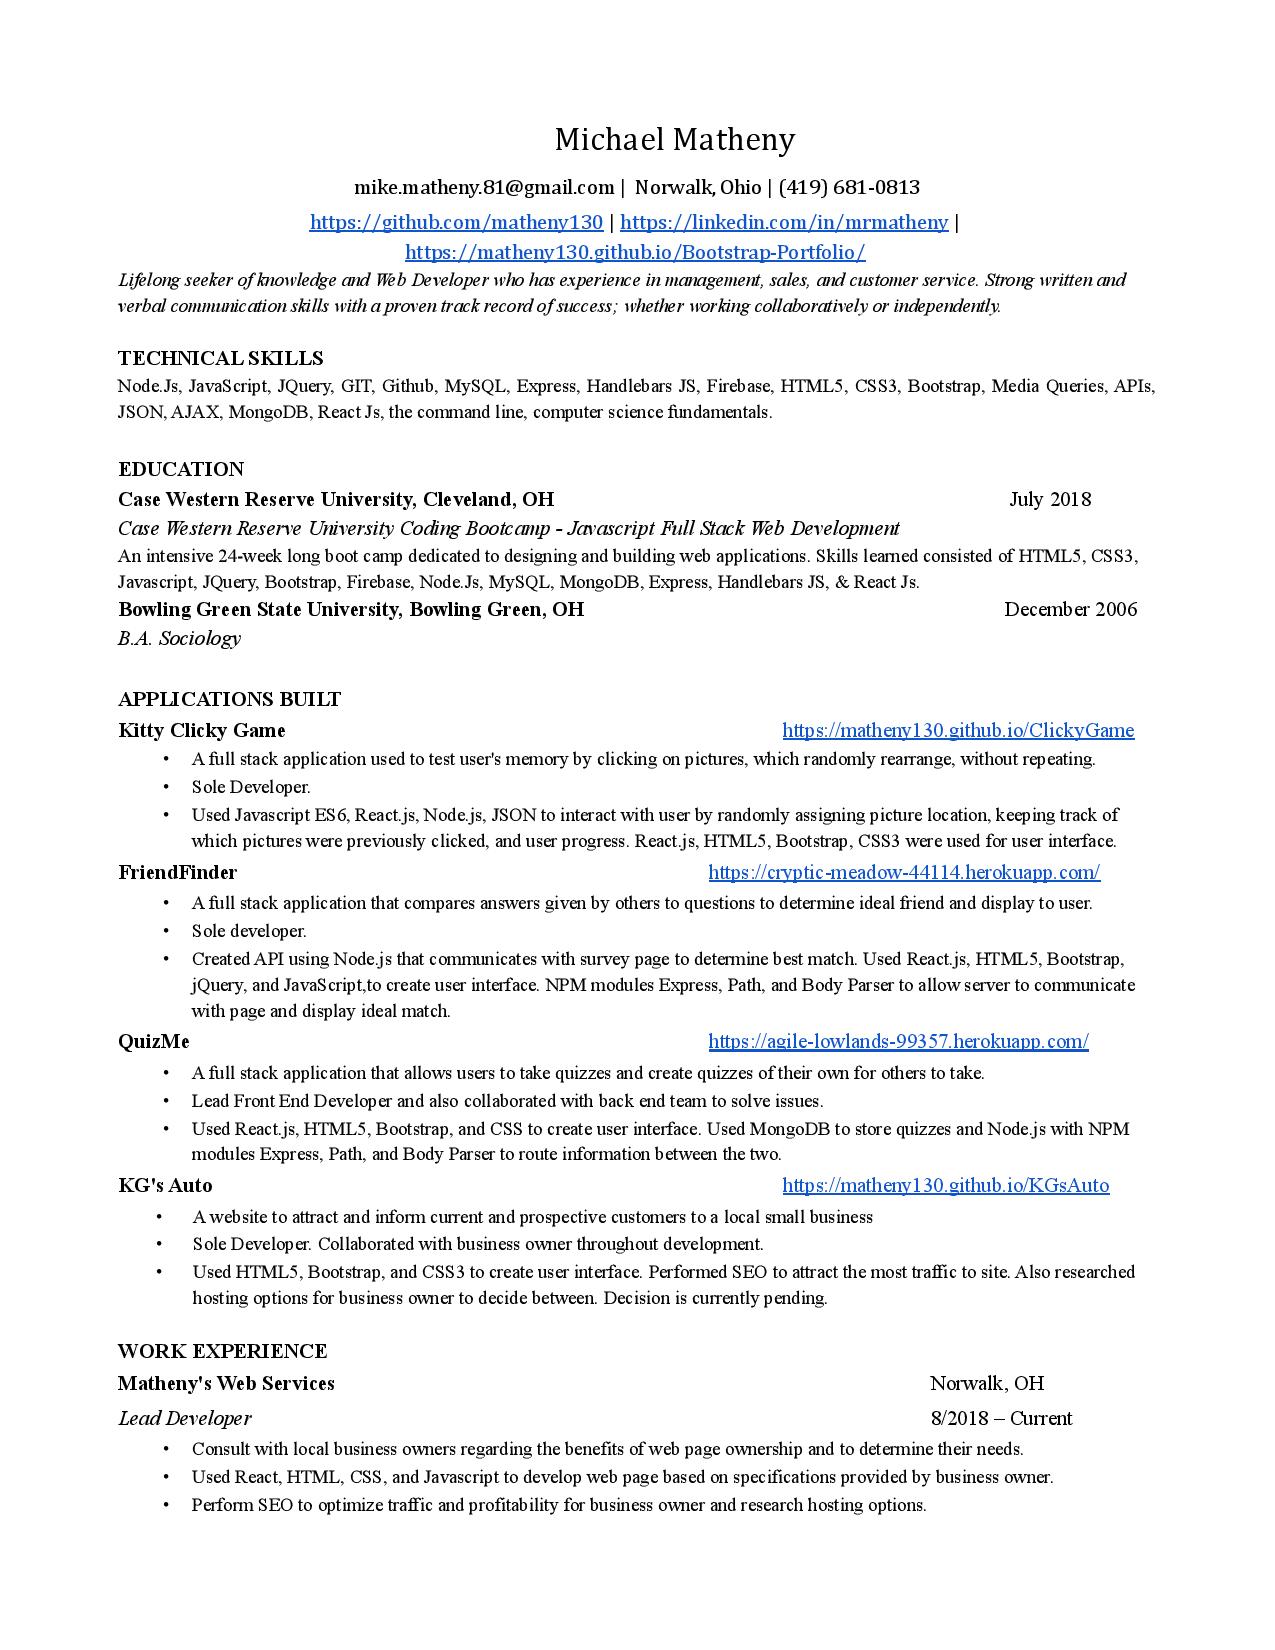 Michael Matheny
mike.matheny.81@gmail.com | Norwalk, Ohio | (419) 681-0813
https://github.com/matheny130 | https://linkedin.com/in/mrmatheny |
https://matheny130.github.io/Bootstrap-Portfolio/
Lifelong seeker of knowledge and Web Developer who has experience in management, sales, and customer service. Strong written and
verbal communication skills with a proven track record of success; whether working collaboratively or independently.
TECHNICAL SKILLS
Node.Js, JavaScript, JQuery, GIT, Github, MySQL, Express, Handlebars JS, Firebase, HTML5, CSS3, Bootstrap, Media Queries, APIs,
JSON, AJAX, MongoDB, React Js, the command line, computer science fundamentals.
EDUCATION
Case Western Reserve University, Cleveland, OH July 2018
Case Western Reserve University Coding Bootcamp - Javascript Full Stack Web Development
An intensive 24-week long boot camp dedicated to designing and building web applications. Skills learned consisted of HTML5, CSS3,
Javascript, JQuery, Bootstrap, Firebase, Node.Js, MySQL, MongoDB, Express, Handlebars JS, & React Js.
Bowling Green State University, Bowling Green, OH December 2006
B.A. Sociology
APPLICATIONS BUILT
Kitty Clicky Game https://matheny130.github.io/ClickyGame
• A full stack application used to test user's memory by clicking on pictures, which randomly rearrange, without repeating.
• Sole Developer.
• Used Javascript ES6, React.js, Node.js, JSON to interact with user by randomly assigning picture location, keeping track of
which pictures were previously clicked, and user progress. React.js, HTML5, Bootstrap, CSS3 were used for user interface.
FriendFinder https://cryptic-meadow-44114.herokuapp.com/
• A full stack application that compares answers given by others to questions to determine ideal friend and display to user.
• Sole developer.
• Created API using Node.js that communicates with survey page to determine best match. Used React.js, HTML5, Bootstrap,
jQuery, and JavaScript,to create user interface. NPM modules Express, Path, and Body Parser to allow server to communicate
with page and display ideal match.
QuizMe https://agile-lowlands-99357.herokuapp.com/
• A full stack application that allows users to take quizzes and create quizzes of their own for others to take.
• Lead Front End Developer and also collaborated with back end team to solve issues.
• Used React.js, HTML5, Bootstrap, and CSS to create user interface. Used MongoDB to store quizzes and Node.js with NPM
modules Express, Path, and Body Parser to route information between the two.
KG's Auto https://matheny130.github.io/KGsAuto
• A website to attract and inform current and prospective customers to a local small business
• Sole Developer. Collaborated with business owner throughout development.
• Used HTML5, Bootstrap, and CSS3 to create user interface. Performed SEO to attract the most traffic to site. Also researched
hosting options for business owner to decide between. Decision is currently pending.
WORK EXPERIENCE
Matheny's Web Services Norwalk, OH
Lead Developer 8/2018 – Current
• Consult with local business owners regarding the benefits of web page ownership and to determine their needs.
• Used React, HTML, CSS, and Javascript to develop web page based on specifications provided by business owner.
• Perform SEO to optimize traffic and profitability for business owner and research hosting options.